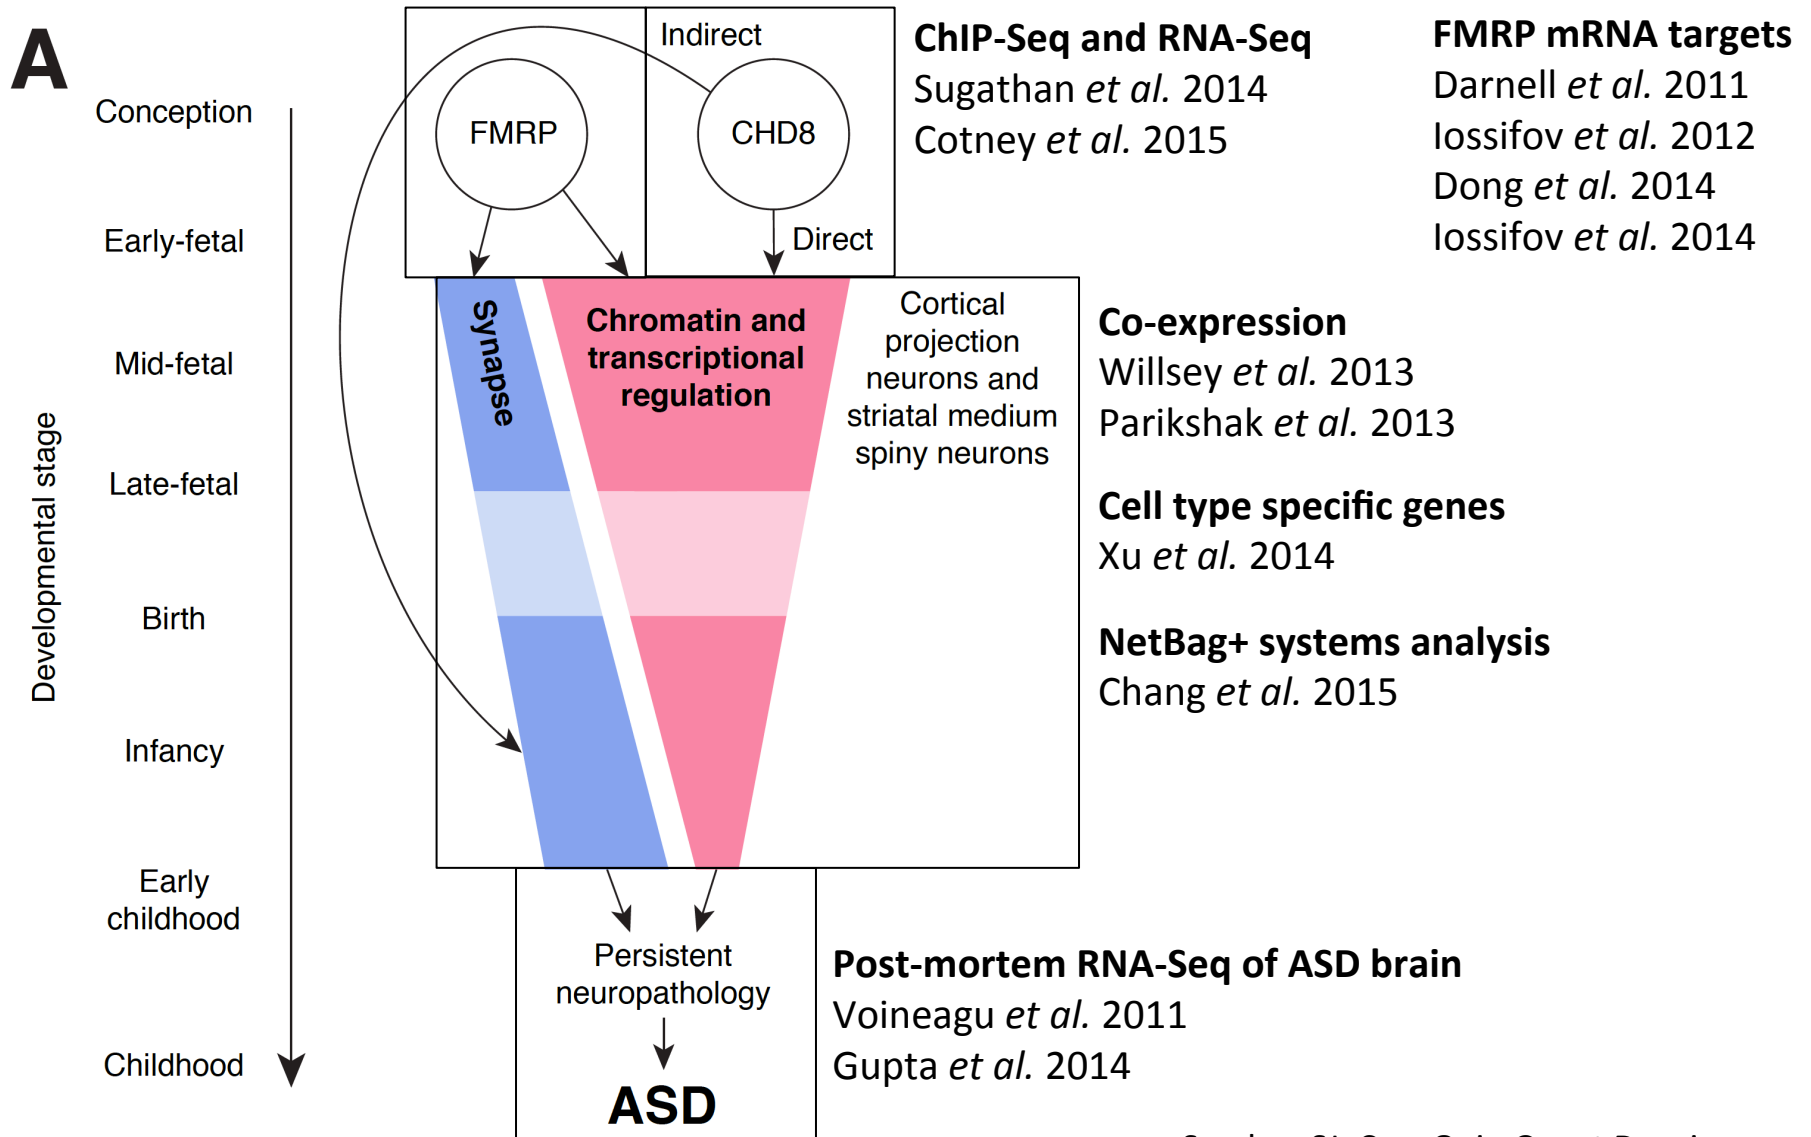 A
Developmental stage
Conception
Early-fetal
Mid-fetal
Late-fetal
Birth
Infancy
Early
childhood
Childhood
Indirect
FMRP
CHD8
Direct
Synapse
Chromatin and
transcriptional
regulation
Cortical
projection
neurons and
striatal medium
spiny neurons
Persistent
neuropathology
ASD
ChIP-Seq and RNA-Seq
Sugathan et al. 2014
Cotney et al. 2015
FMRP mRNA targets
Darnell et al. 2011
Iossifov et al. 2012
Dong et al. 2014
Iossifov et al. 2014
Co-expression
Willsey et al. 2013
Parikshak et al. 2013
Cell type specific genes
Xu et al. 2014
NetBag+ systems analysis
Chang et al. 2015
Post-mortem RNA-Seq of ASD brain
Voineagu et al. 2011
Gupta et al. 2014